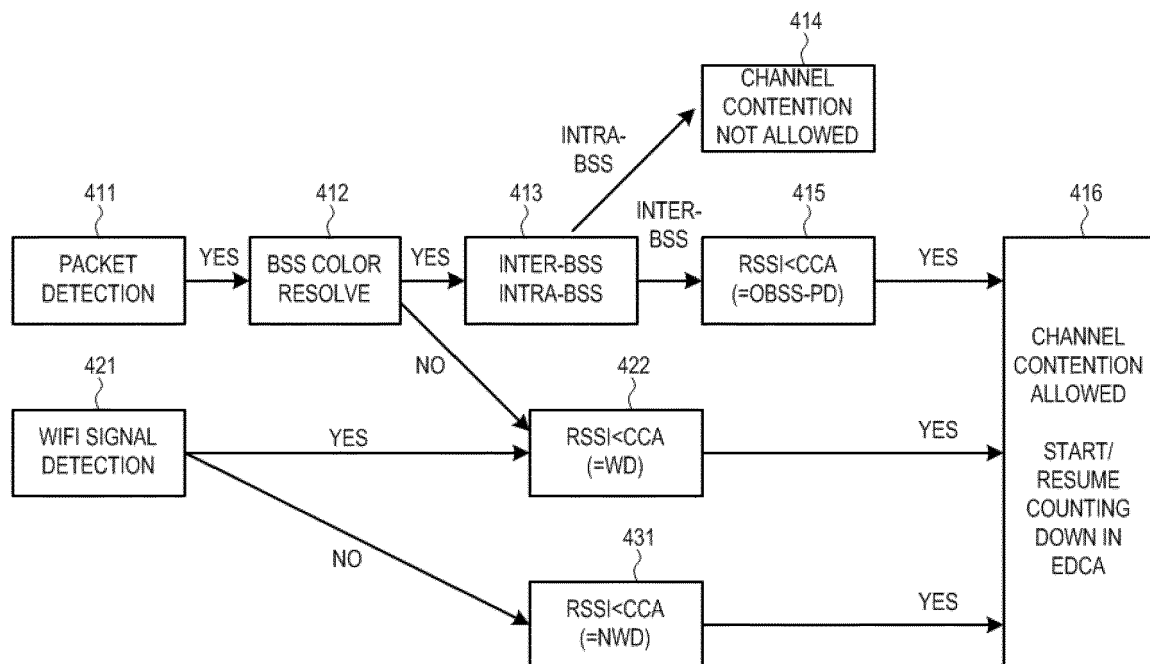 414
CHANNEL
CONTENTION
NOT ALLOWED
INTRA-
BSS
411
412
413
INTER-
BSS
415
416
PACKET
DETECTION
YES
BSS COLOR
RESOLVE
YES
INTER-BSS
INTRA-BSS
RSSI<CCA
(=OBSS-PD)
YES
NO
421
422
WIFI SIGNAL
DETECTION
YES
RSSI<CCA
(=WD)
YES
CHANNEL
CONTENTION
ALLOWED
START/
RESUME
COUNTING
DOWN IN
EDCA
NO
431
RSSI<CCA
(=NWD)
YES